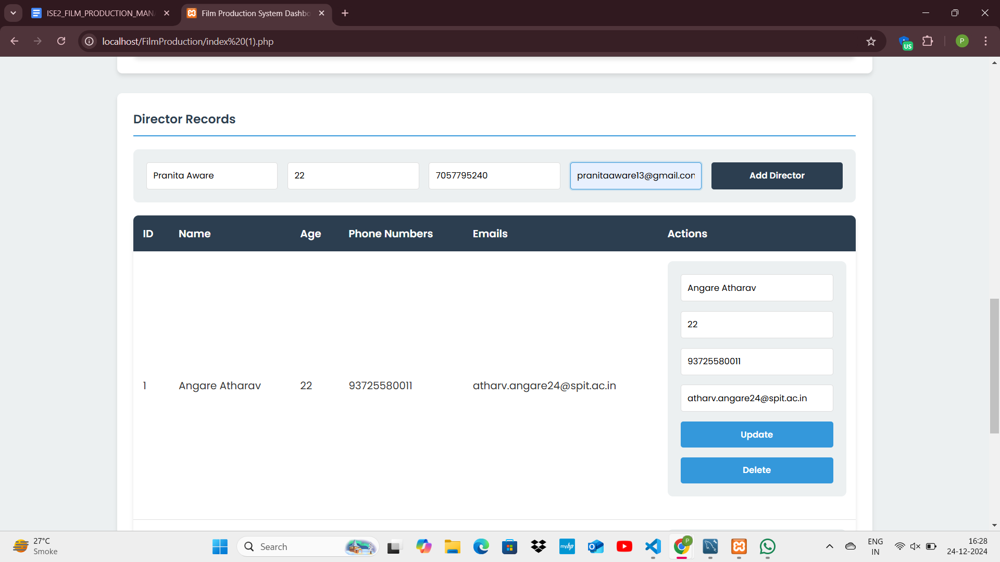 ISE2_FILM_PRODUCTION_MAN
Film Production System Dashbo
localhost/FilmProduction/index%20(1).php
US
P
Director Records
Pranita Aware
22
7057795240
pranitaaware13@gmail.con
Add Director
ID Name Age Phone Numbers Emails Actions
Angare Atharav
22
93725580011
1 Angare Atharav 22 93725580011 atharv.angare24@spit.ac.in
atharv.angare24@spit.ac.in
Update
Delete
27°C
Smoke
Search
myhp
P
ENG
IN
16:28
24-12-2024